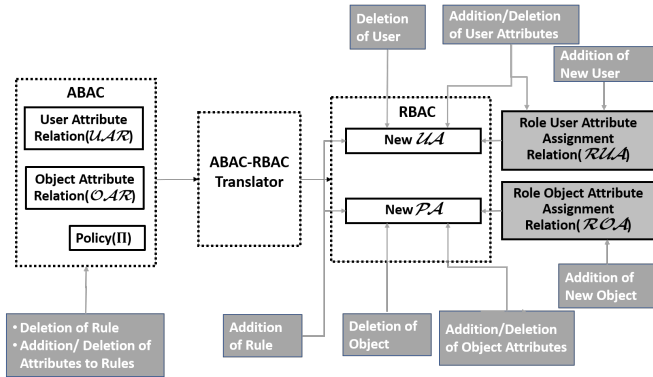 Deletion
of User
Addition/Deletion
of User Attributes
Addition of
New User
ABAC
User Attribute
Relation(𝒰𝒜ℛ)
Object Attribute
Relation(𝒪𝒜ℛ)
Policy(Π)
ABAC-RBAC
Translator
RBAC
New 𝒰𝒜
New 𝒫𝒜
Role User Attribute
Assignment
Relation( ℛ𝒰𝒜)
Role Object Attribute
Assignment
Relation( ℛ𝒪𝒜)
Addition of
New Object
• Deletion of Rule
• Addition/ Deletion of
Attributes to Rules
Addition
of Rule
Deletion of
Object
Addition/Deletion
of Object Attributes